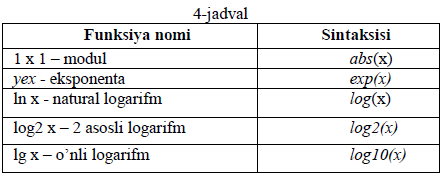 4-jadval
Funksiya nomi Sintaksisi
1 x 1 – modul abs(x)
yex - eksponenta exp(x)
ln x - natural logarifm log(x)
log2 x – 2 asosli logarifm log2(x)
lg x – o’nli logarifm log10(x)